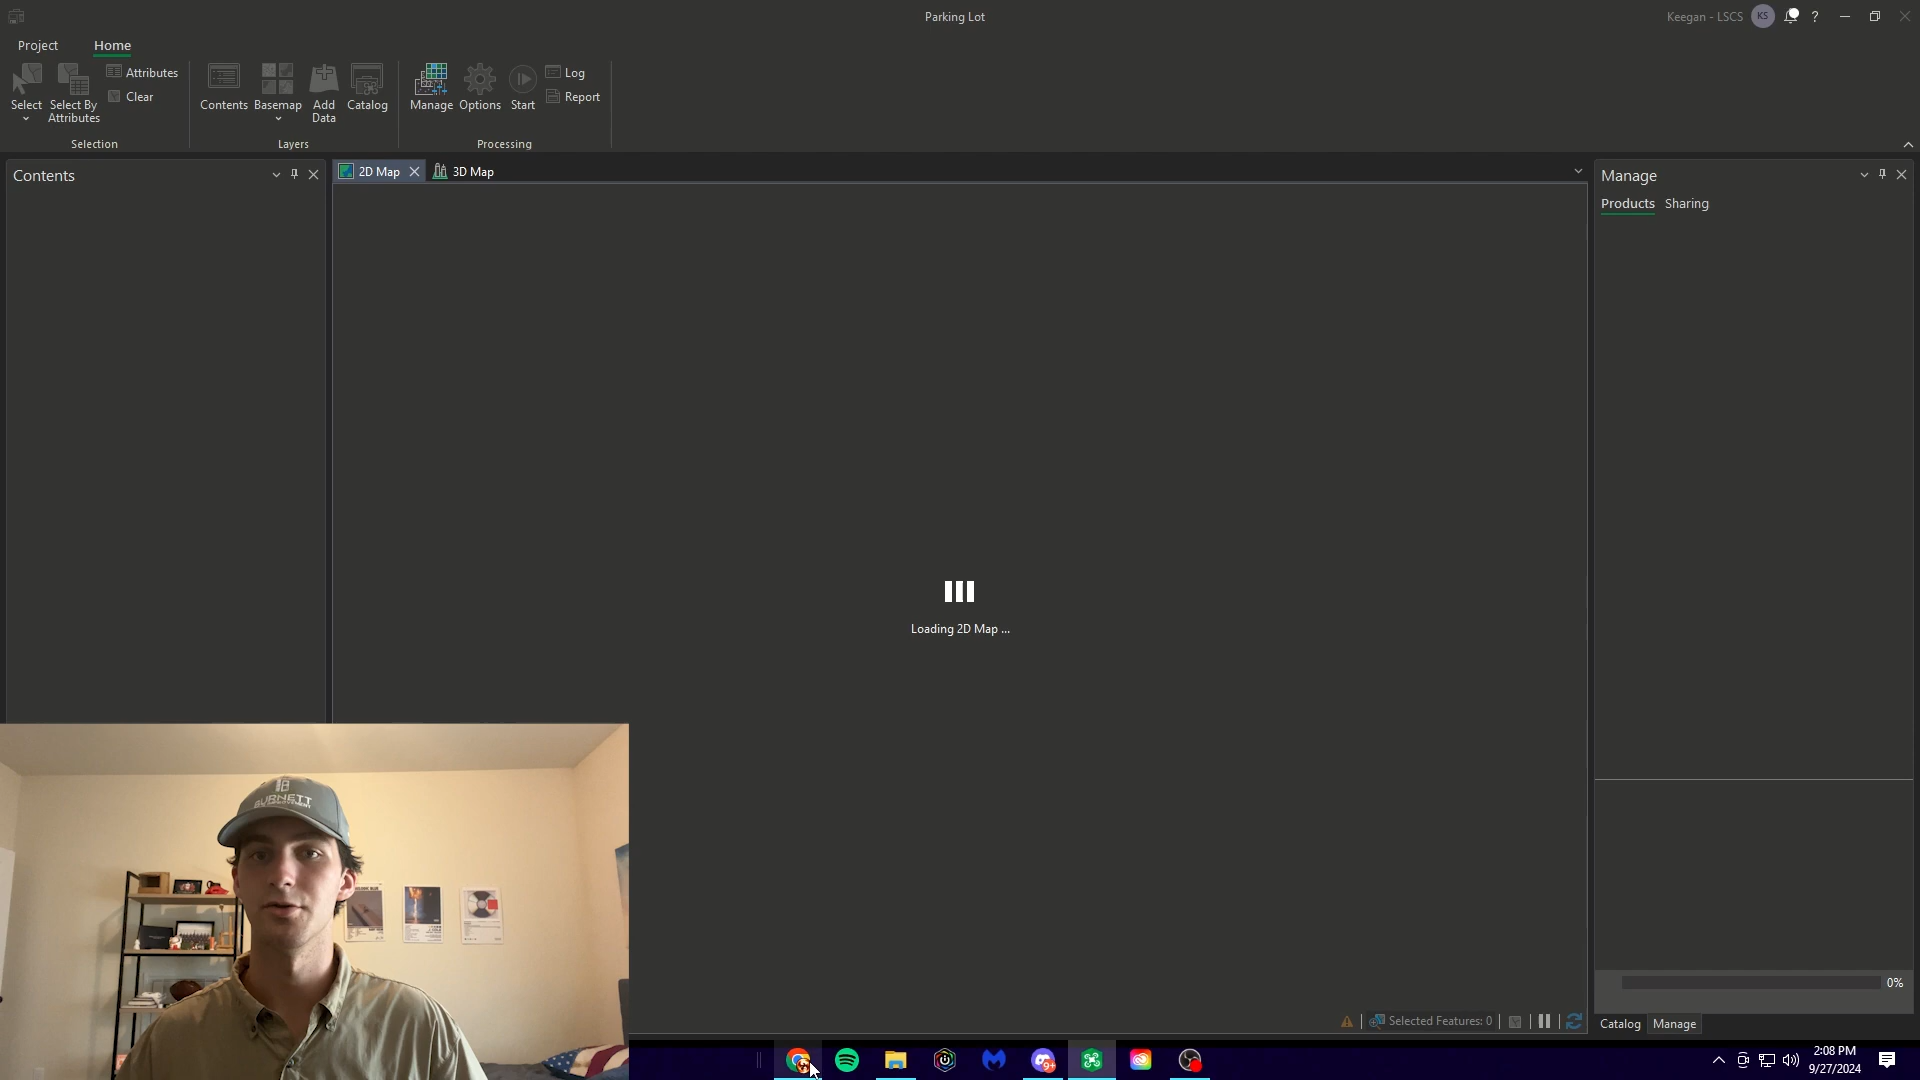 Parking Lot
Keegan - LSCS
KS
?
Project
Home
Select
Select By
Attributes
Attributes
Clear
Selection
Contents
Basemap
Add
Data
Catalog
Layers
Manage
Options
Start
Log
Report
Processing
Contents
2D Map
3D Map
Manage
Products
Sharing
Loading 2D Map ...
BURNETT
0%
Selected Features: 0
Catalog
Manage
9+
2:08 PM
9/27/2024